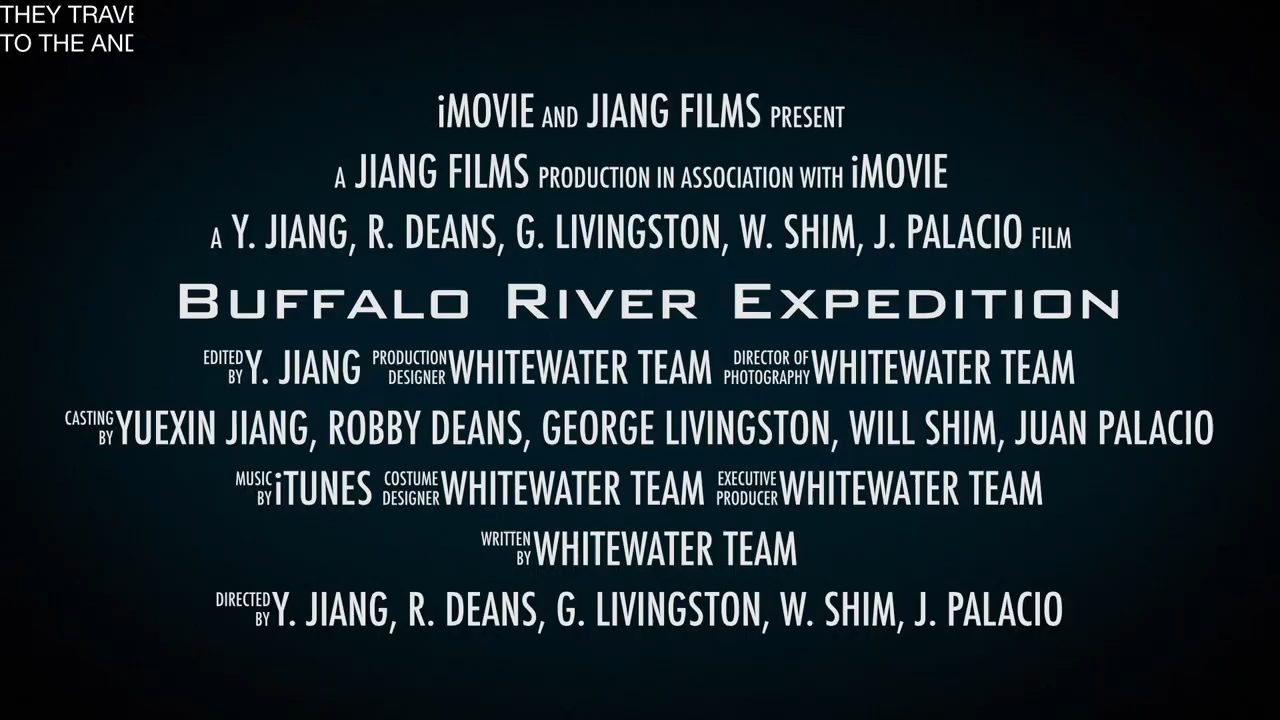 THEY
TO THE
iMOVIE AND JIANG FILMS PRESENT
A JIANG FILMS PRODUCTION IN ASSOCIATION WITH iMOVIE
A Y. JIANG, R. DEANS, G. LIVINGSTON, W. SHIM, J. PALACIO FILM
BUFFALO RIVER EXPEDITION
EDITED BY Y. JIANG PRODUCTION DESIGNER WHITEWATER TEAM DIRECTOR OF PHOTOGRAPHY WHITEWATER TEAM
CASTING BY YUEXIN JIANG, ROBBY DEANS, GEORGE LIVINGSTON, WILL SHIM, JUAN PALACIO
MUSIC BY iTUNES COSTUME DESIGNER WHITEWATER TEAM EXECUTIVE PRODUCER WHITEWATER TEAM
WRITTEN BY WHITEWATER TEAM
DIRECTED BY Y. JIANG, R. DEANS, G. LIVINGSTON, W. SHIM, J. PALACIO